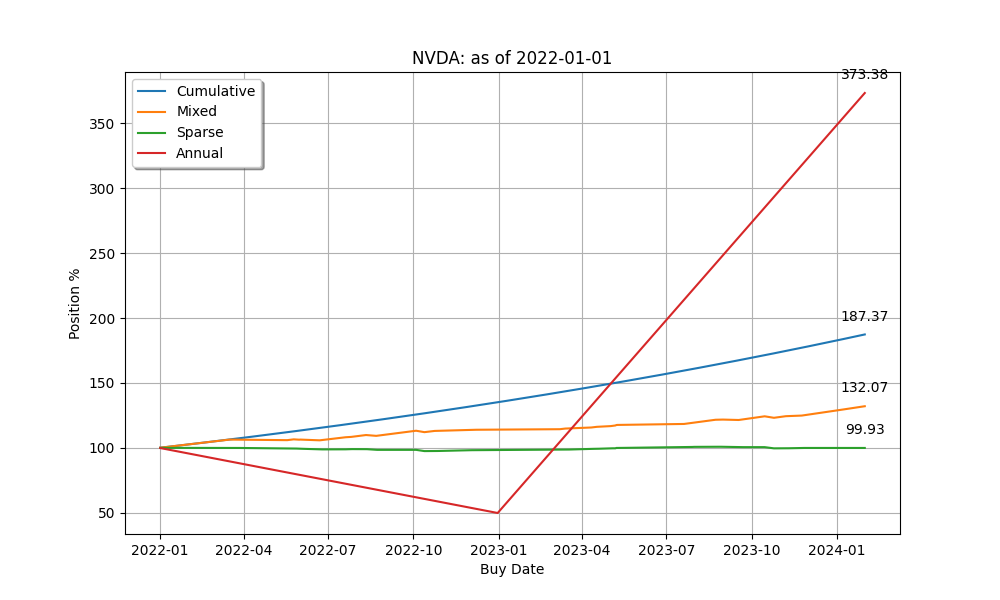 NVDA: as of 2022-01-01
Cumulative
Mixed
Sparse
Annual
373.38
187.37
132.07
99.93
350
300
250
200
150
100
50
Position %
2022-01 2022-04 2022-07 2022-10 2023-01 2023-04 2023-07 2023-10 2024-01
Buy Date